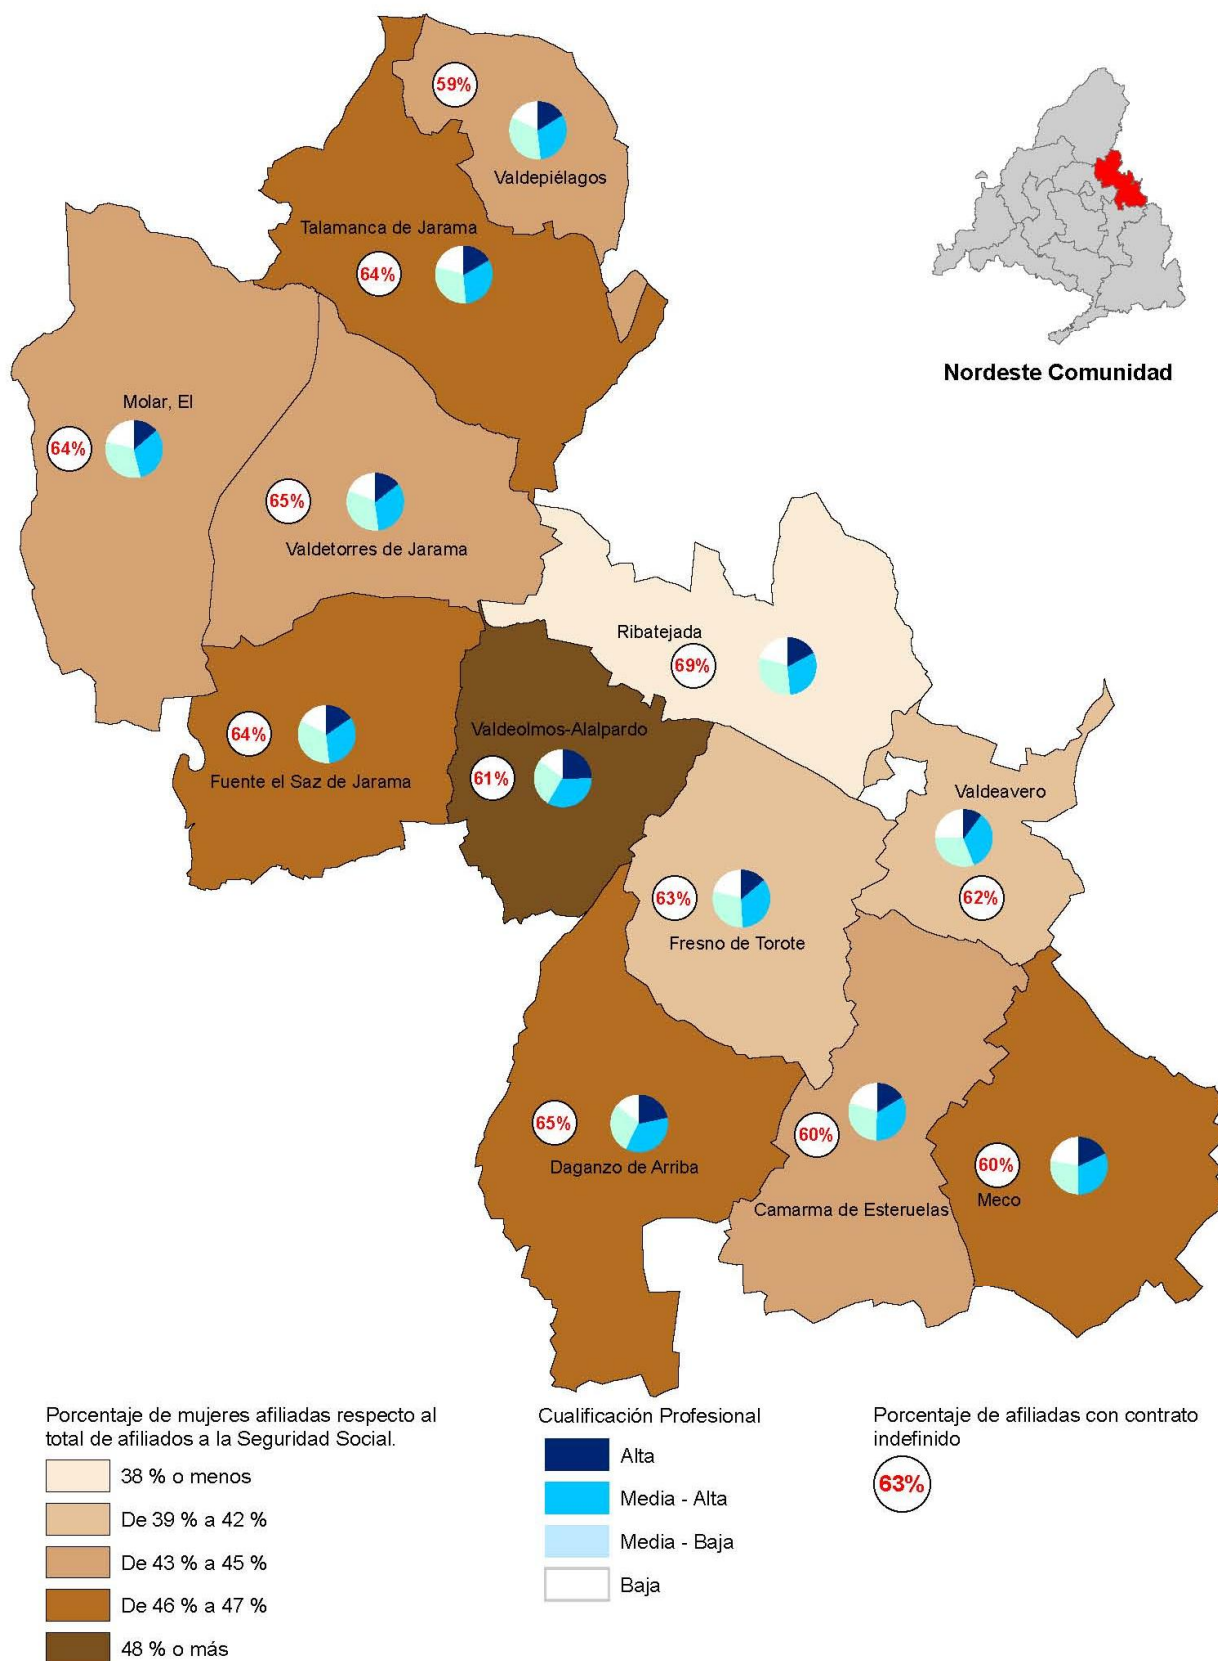 59%
Valdepiélagos
Talamanca de Jarama
64%
Nordeste Comunidad
Molar, El
64%
65%
Valdetorres de Jarama
Ribatejada
69%
64%
Fuente el Saz de Jarama
Valdeolmos-Alalpardo
61%
Valdeavero
62%
63%
Fresno de Torote
65%
Daganzo de Arriba
60%
Camarma de Esteruelas
60%
Meco
Porcentaje de mujeres afiliadas respecto al
total de afiliados a la Seguridad Social.
38 % o menos
De 39 % a 42 %
De 43 % a 45 %
De 46 % a 47 %
48 % o más
Cualificación Profesional
Alta
Media - Alta
Media - Baja
Baja
Porcentaje de afiliadas con contrato
indefinido
63%